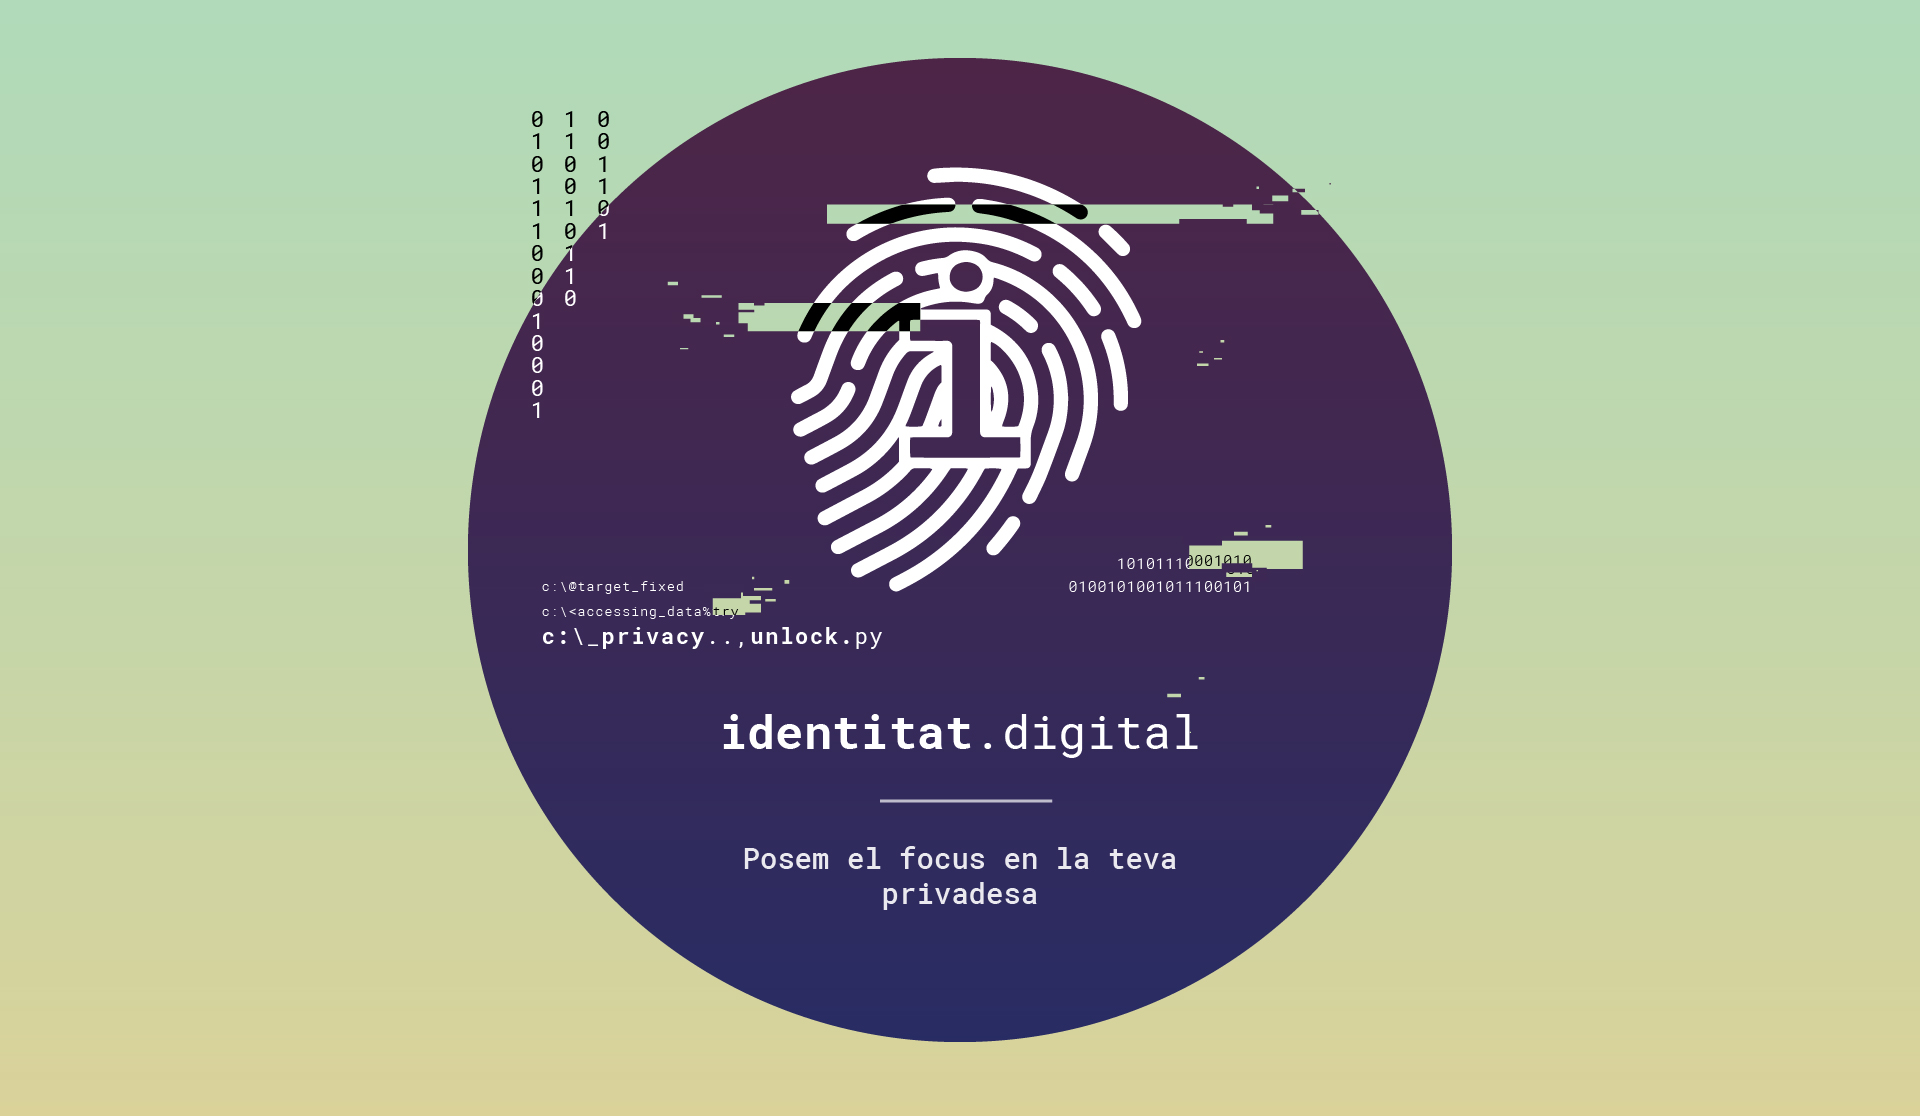 0 1 0
1 1 0
0 0 1
1 0 1
1 1 0
1 0 1
0 1
0 1
0 0
1
0
0
0
1
10101110001010
0100101001011100101
c:\@target_fixed
c:\<accessing_data%try
c:\_privacy..,unlock.py
identitat.digital
Posem el focus en la teva
privadesa